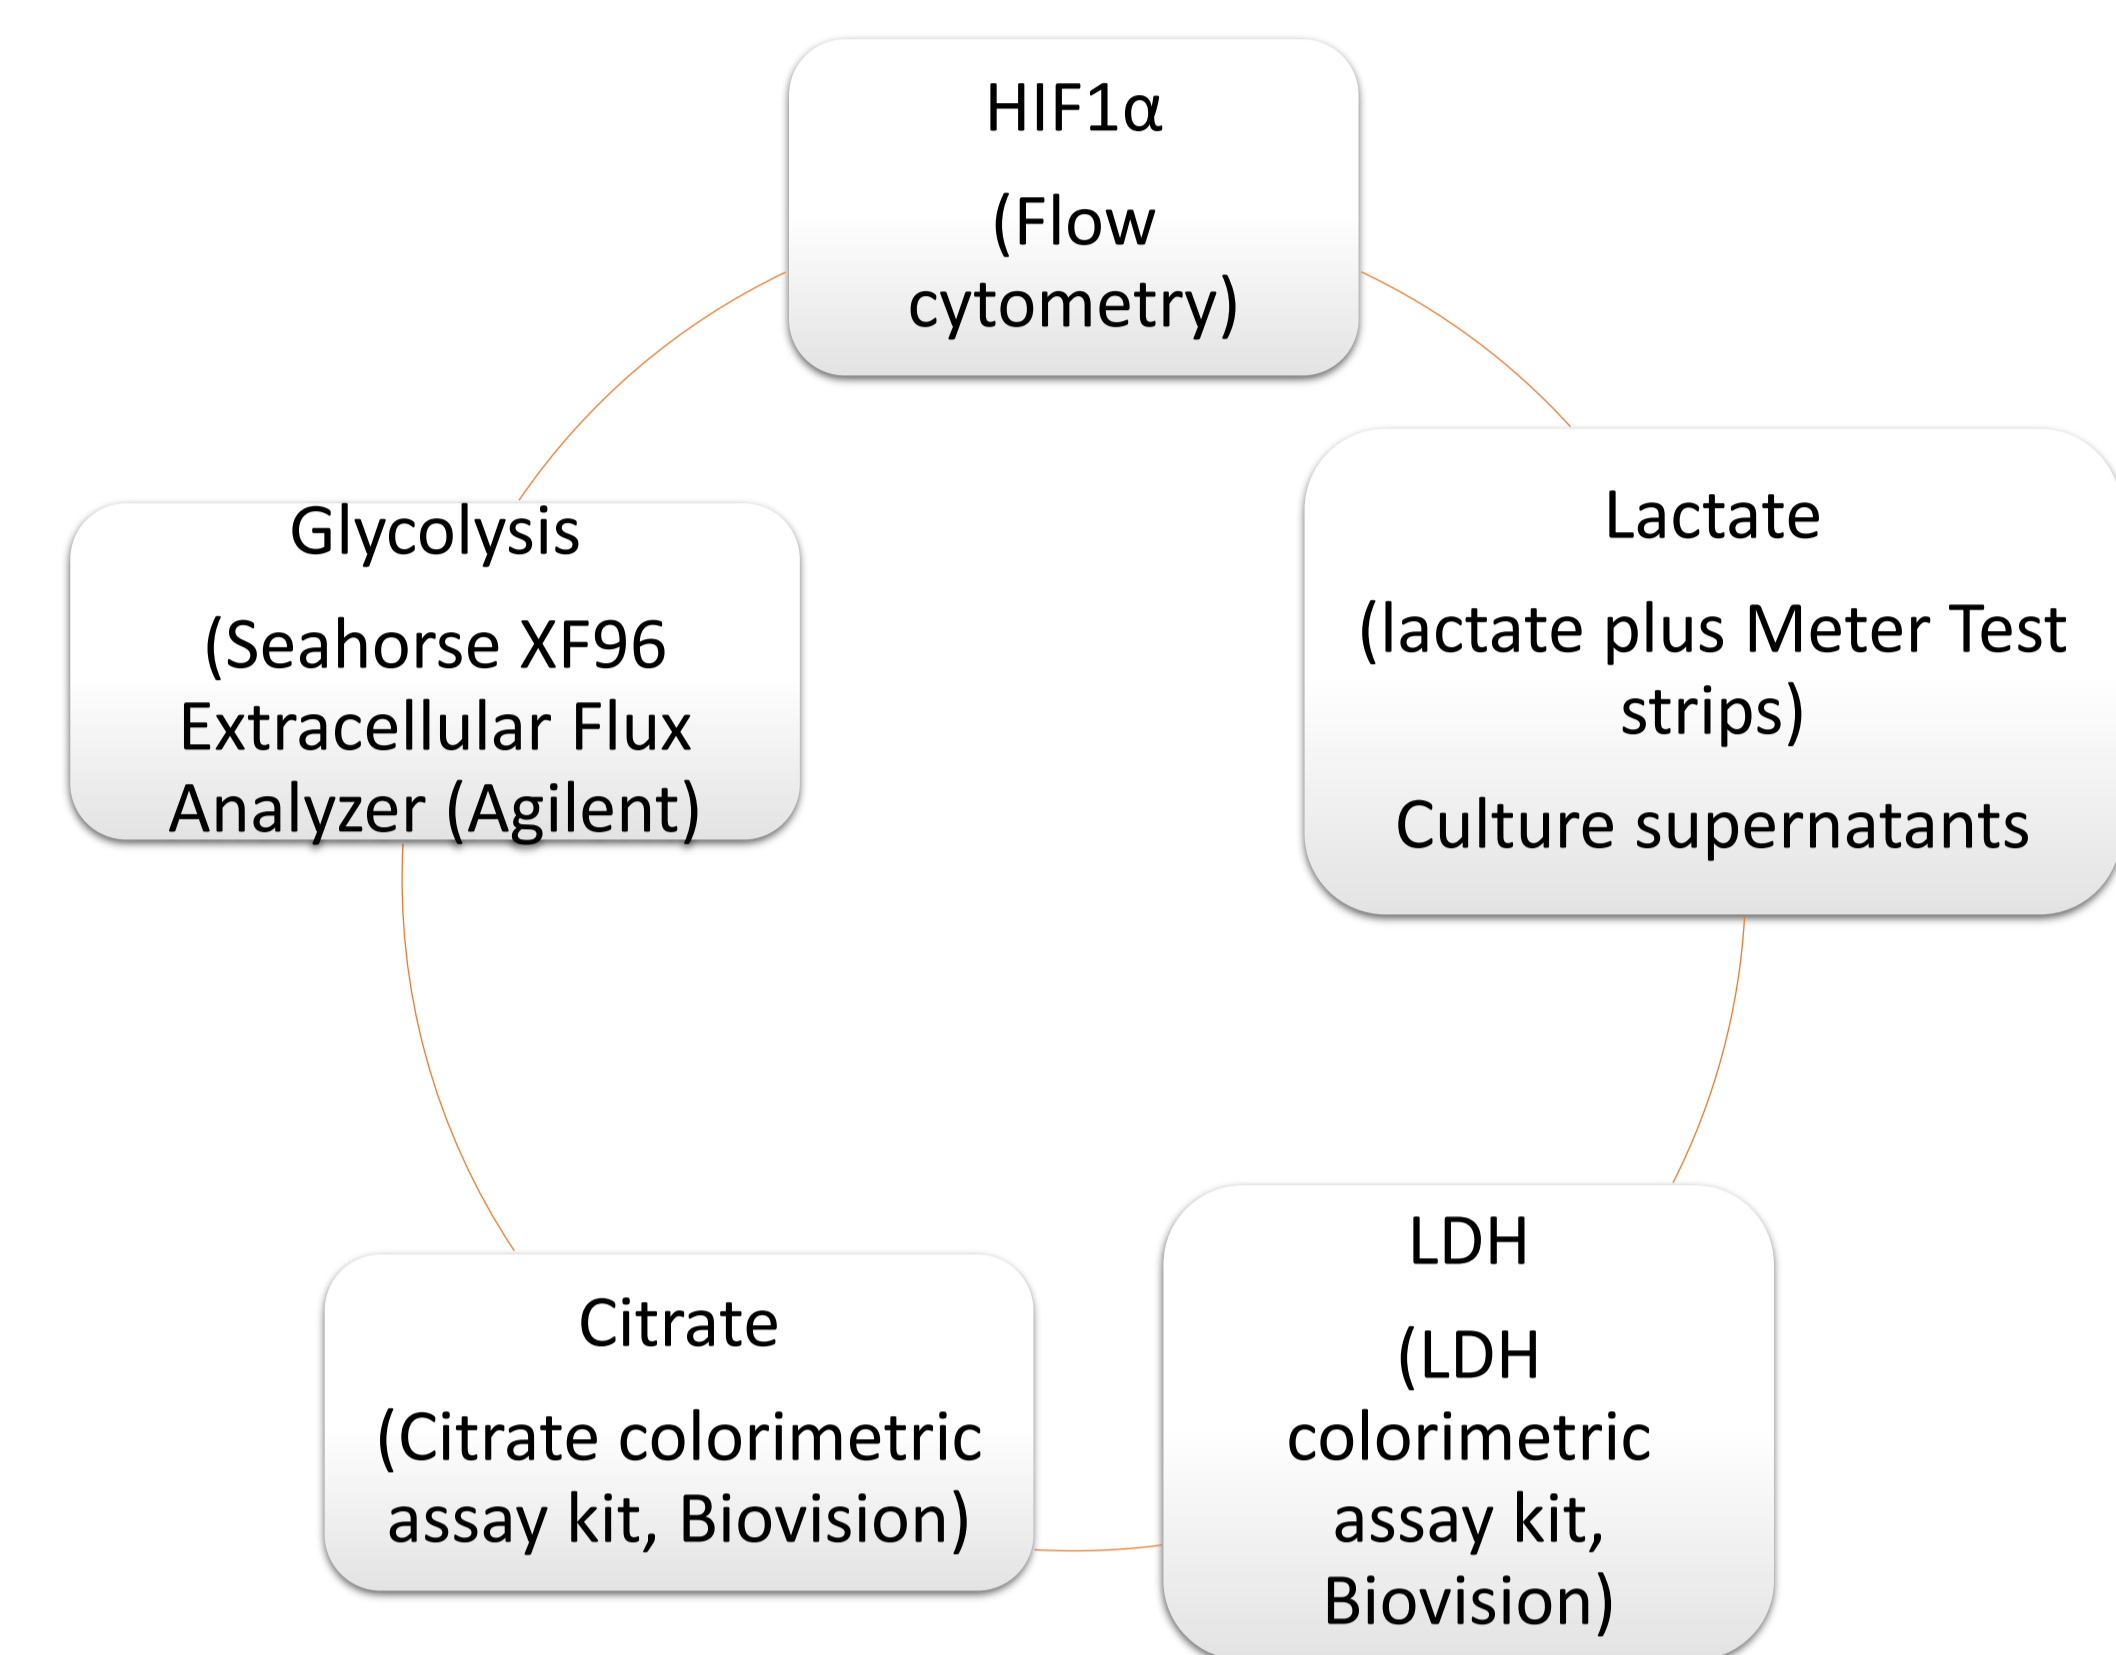 HIF1α
(Flow
cytometry)
Lactate
(lactate plus Meter Test
strips)
Culture supernatants
LDH
(LDH
colorimetric
assay kit,
Biovision)
Citrate
(Citrate colorimetric
assay kit, Biovision)
Glycolysis
(Seahorse XF96
Extracellular Flux
Analyzer (Agilent)